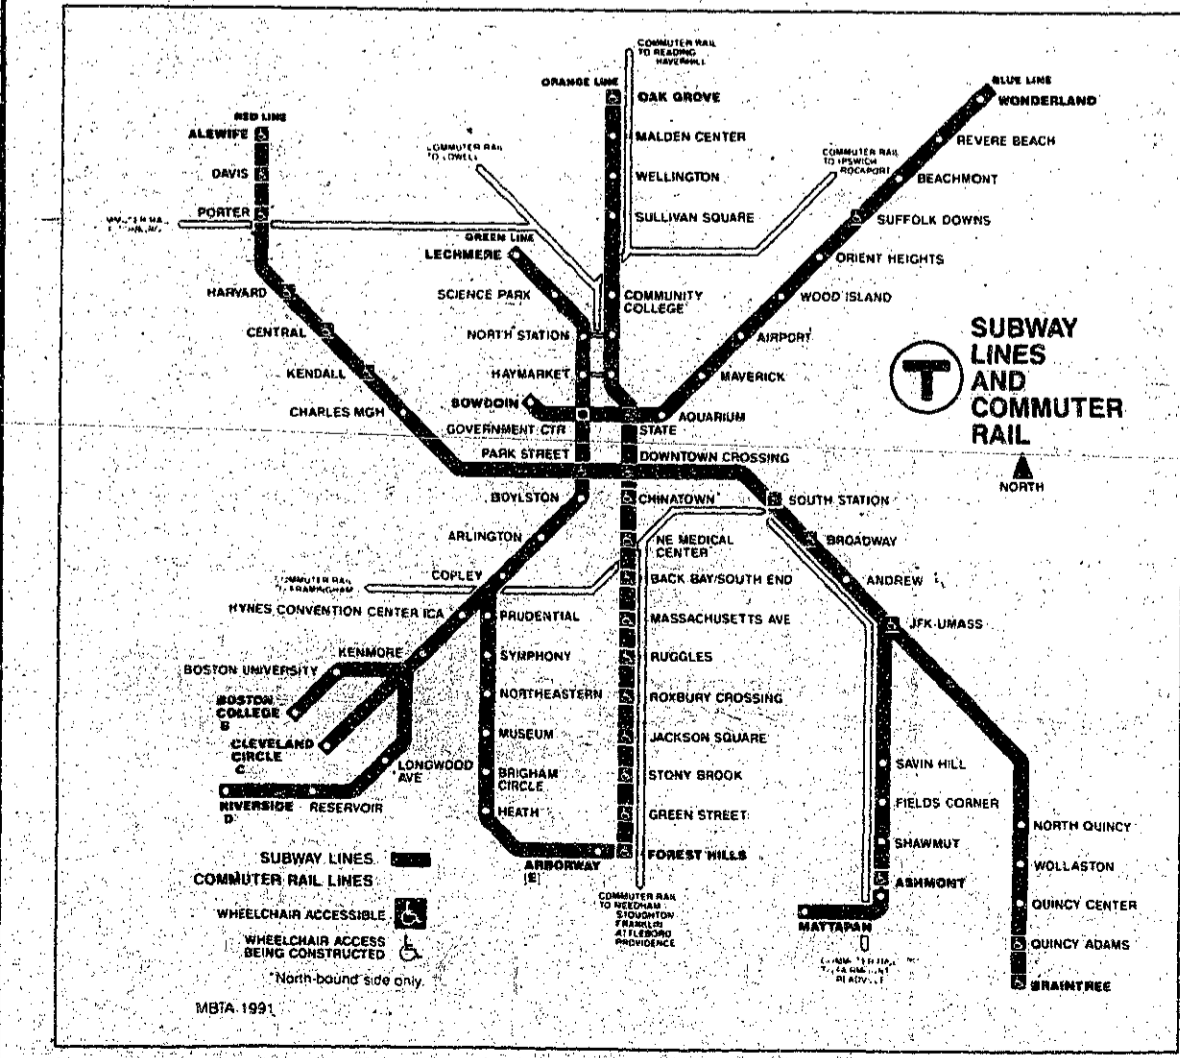 COMMUTER RAIL
TO READING
HAVERHILL
ORANGE LINE
OAK GROVE
MALDEN CENTER
WELLINGTON
SULLIVAN SQUARE
COMMUNITY
COLLEGE
BLUE LINE
WONDERLAND
REVERE BEACH
BEACHMONT
SUFFOLK DOWNS
ORIENT HEIGHTS
WOOD ISLAND
AIRPORT
MAVERICK
AQUARIUM
COMMUTER RAIL
TO IPSWICH
ROCKPORT
RED LINE
ALEWIFE
DAVIS
PORTER
HARVARD
CENTRAL
KENDALL
CHARLES MGH
COMMUTER RAIL
TO LOWELL
GREEN LINE
LECHMERE
SCIENCE PARK
NORTH STATION
HAYMARKET
BOWDOIN
GOVERNMENT CTR
STATE
PARK STREET
DOWNTOWN CROSSING
BOYLSTON
CHINATOWN*
SOUTH STATION
ARLINGTON
NE MEDICAL
CENTER
BROADWAY
COPLEY
BACK BAY/SOUTH END
ANDREW
COMMUTER RAIL
TO FRAMINGHAM
HYNES CONVENTION CENTER ICA
PRUDENTIAL
MASSACHUSETTS AVE
JFK-UMASS
KENMORE
SYMPHONY
RUGGLES
BOSTON UNIVERSITY
NORTHEASTERN
ROXBURY CROSSING
BOSTON
COLLEGE
B
MUSEUM
JACKSON SQUARE
CLEVELAND
CIRCLE
C
LONGWOOD
AVE
BRIGHAM
CIRCLE
STONY BROOK
SAVIN HILL
RIVERSIDE
D
RESERVOIR
HEATH
GREEN STREET
FIELDS CORNER
NORTH QUINCY
SHAWMUT
ARBORWAY
[E]
FOREST HILLS
WOLLASTON
ASHMONT
QUINCY CENTER
MATTAPAN
QUINCY ADAMS
BRAINTREE
COMMUTER RAIL
TO NEEDHAM
STOUGHTON
FRANKLIN
ATTLEBORO
PROVIDENCE
T
SUBWAY
LINES
AND
COMMUTER
RAIL
NORTH
SUBWAY LINES
COMMUTER RAIL LINES
WHEELCHAIR ACCESSIBLE
WHEELCHAIR ACCESS
BEING CONSTRUCTED
*North-bound side only.
MBTA 1991